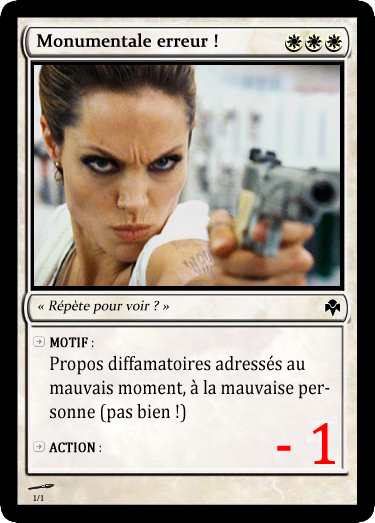 Monumentale erreur !
« Répète pour voir ? »
MOTIF :
Propos diffamatoires adressés au
mauvais moment, à la mauvaise per-
sonne (pas bien !)
ACTION :
- 1
1/1